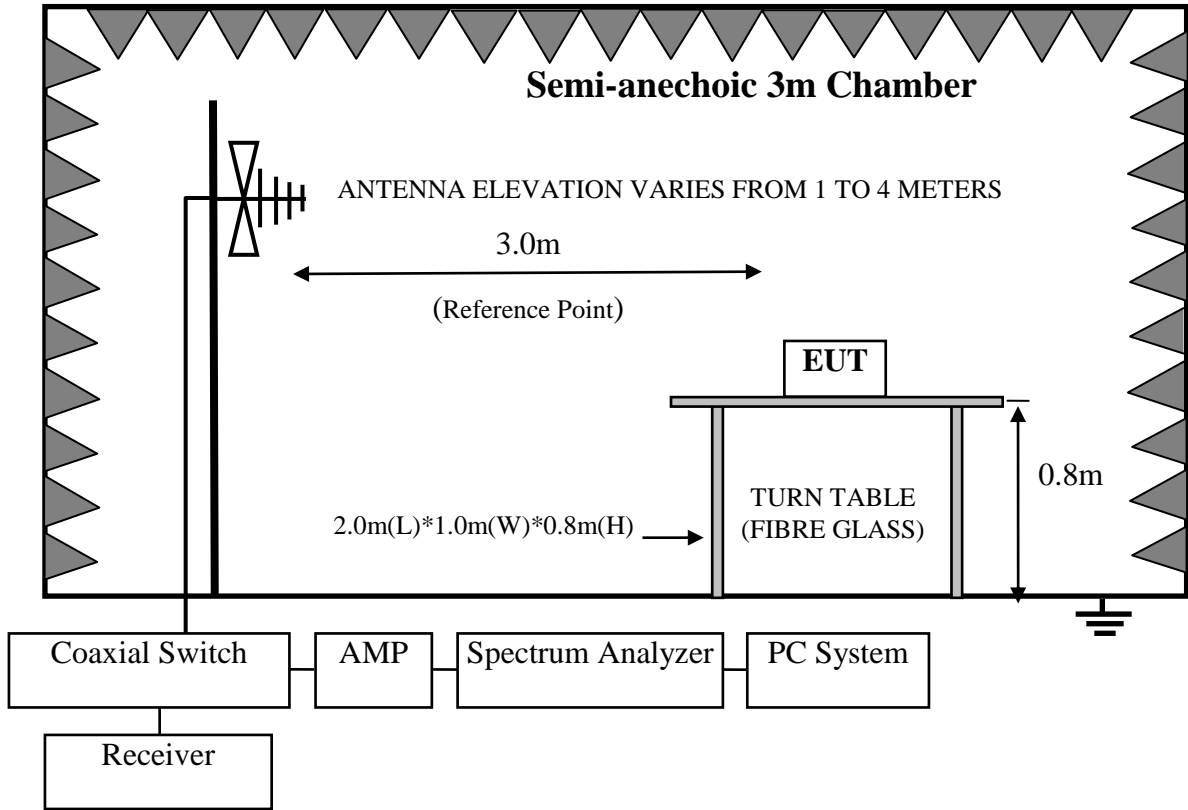 Semi-anechoic 3m Chamber
ANTENNA ELEVATION VARIES FROM 1 TO 4 METERS
3.0m
(Reference Point)
EUT
0.8m
TURN TABLE
(FIBRE GLASS)
2.0m(L)*1.0m(W)*0.8m(H)
Coaxial Switch
AMP
Spectrum Analyzer
PC System
Receiver